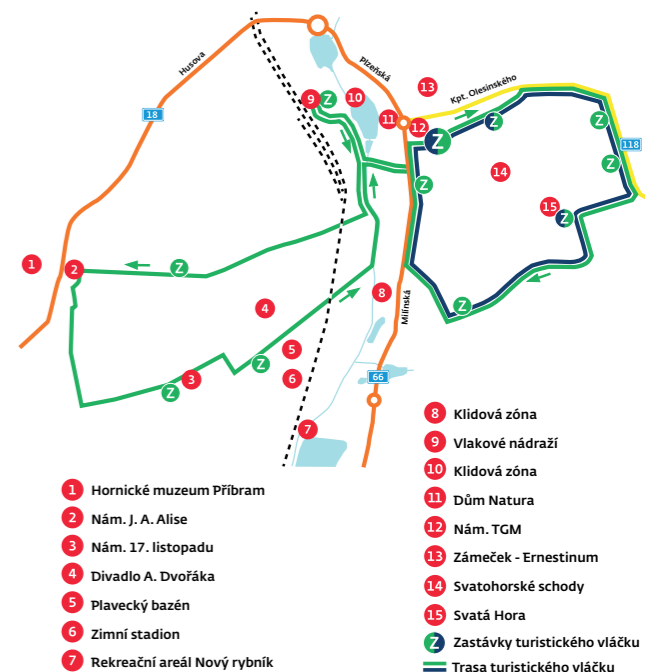 Husova
Plzeňská
Kpt. Olesinského
Milínská
18
118
66
9
Z
10
11
13
12
Z
Z
Z
Z
14
Z
15
Z
1
2
Z
4
8
Z
5
Z
6
3
Z
7
1 Hornické muzeum Příbram
2 Nám. J. A. Alise
3 Nám. 17. listopadu
4 Divadlo A. Dvořáka
5 Plavecký bazén
6 Zimní stadion
7 Rekreační areál Nový rybník
8 Klidová zóna
9 Vlakové nádraží
10 Klidová zóna
11 Dům Natura
12 Nám. TGM
13 Zámeček - Ernestinum
14 Svatohorské schody
15 Svatá Hora
Z Zastávky turistického vláčku
Trasa turistického vláčku